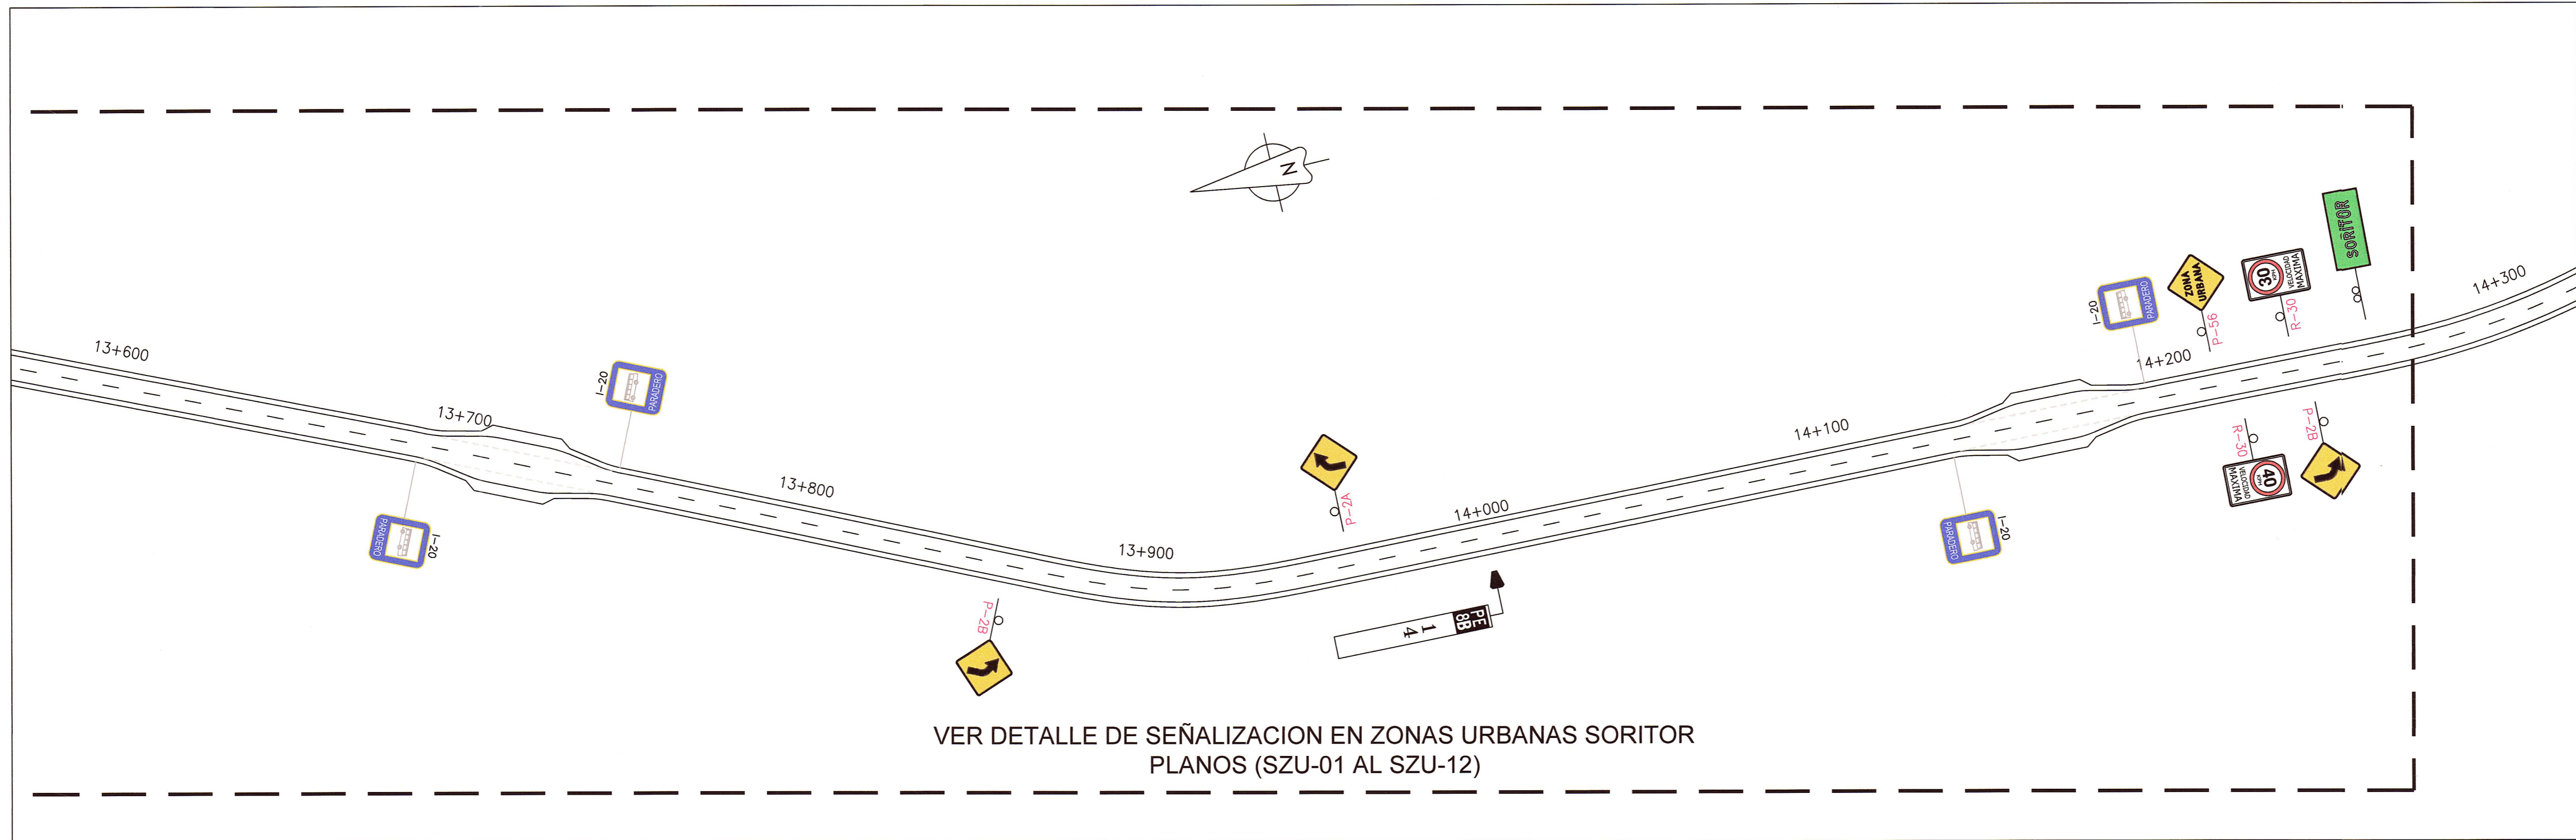 N
SORITOR
14+300
30
KPH
VELOCIDAD
MAXIMA
R-30
ZONA
URBANA
P-56
I-20
PARADERO
14+200
13+600
13+700
I-20
PARADERO
13+800
PARADERO
I-20
13+900
P-2A
14+000
14+100
P-2B
R-30
40
KPH
VELOCIDAD
MAXIMA
PARADERO
I-20
P-2B
PE
8B
1
4
VER DETALLE DE SEÑALIZACION EN ZONAS URBANAS SORITOR
PLANOS (SZU-01 AL SZU-12)